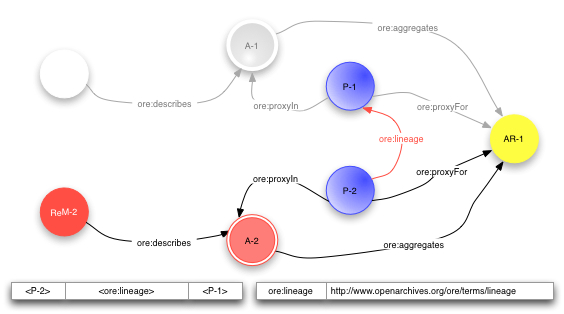 ore:aggregates
A-1
P-1
ore:describes
ore:proxyIn
ore:proxyFor
ore:lineage
AR-1
ore:proxyIn
ore:proxyFor
P-2
ReM-2
ore:describes
A-2
ore:aggregates
<P-2> <ore:lineage> <P-1>
ore:lineage http://www.openarchives.org/ore/terms/lineage